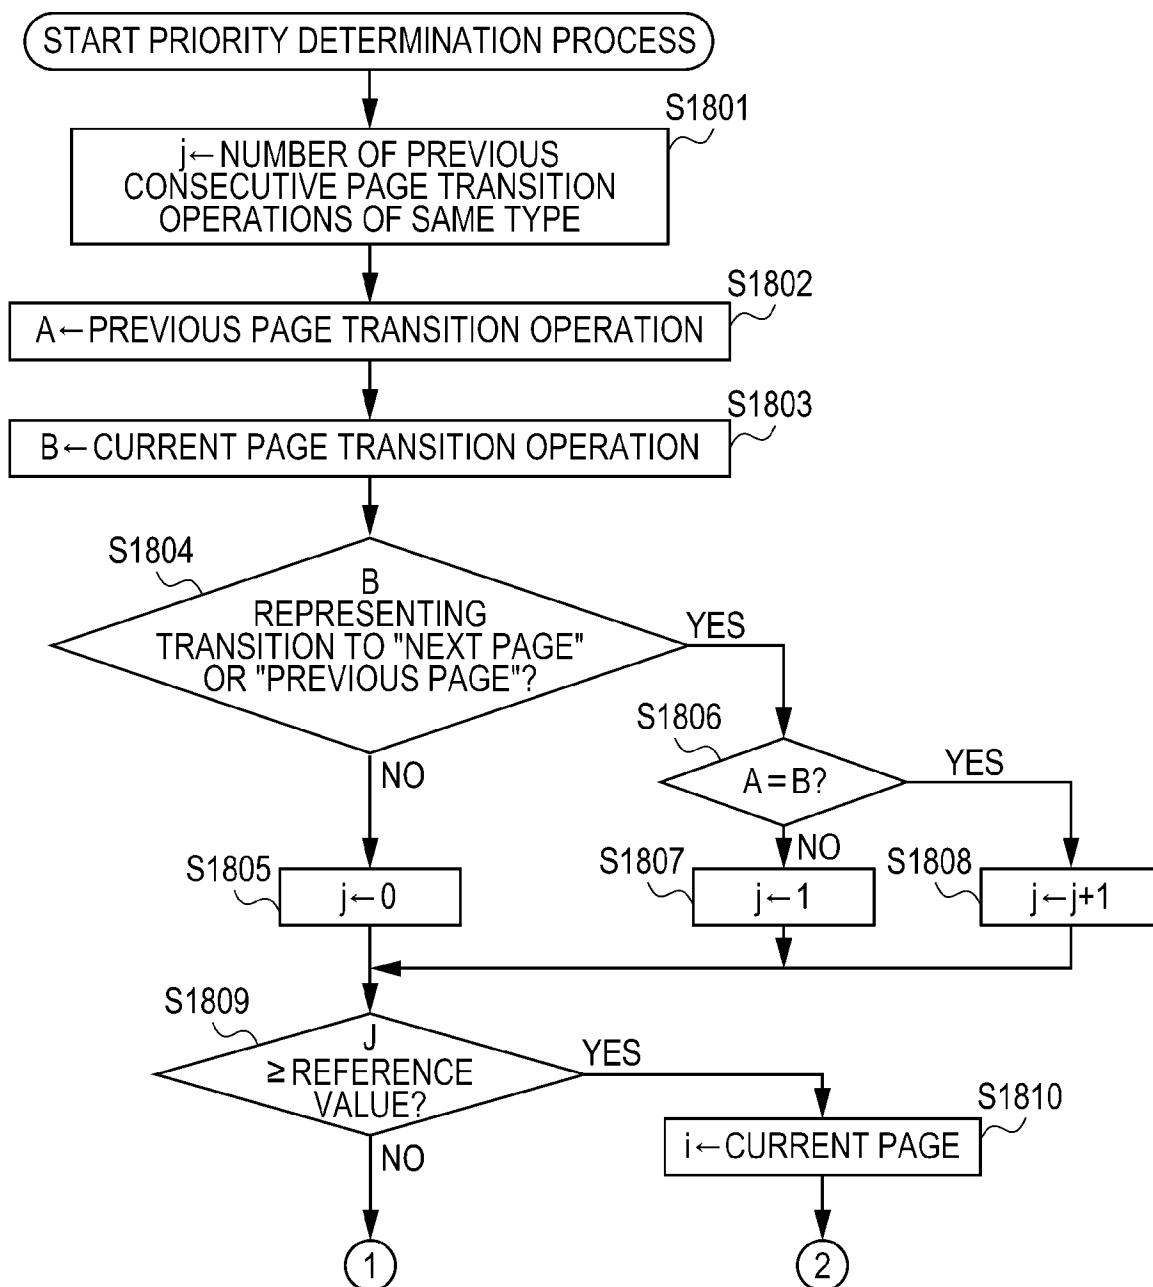 START PRIORITY DETERMINATION PROCESS
S1801
j←NUMBER OF PREVIOUS
CONSECUTIVE PAGE TRANSITION
OPERATIONS OF SAME TYPE
S1802
A←PREVIOUS PAGE TRANSITION OPERATION
S1803
B←CURRENT PAGE TRANSITION OPERATION
S1804
B
REPRESENTING
TRANSITION TO "NEXT PAGE"
OR "PREVIOUS PAGE"?
YES
NO
S1806
A=B?
YES
NO
S1805
j←0
S1807
j←1
S1808
j←j+1
S1809
J
≥REFERENCE
VALUE?
YES
NO
S1810
i←CURRENT PAGE
1
2